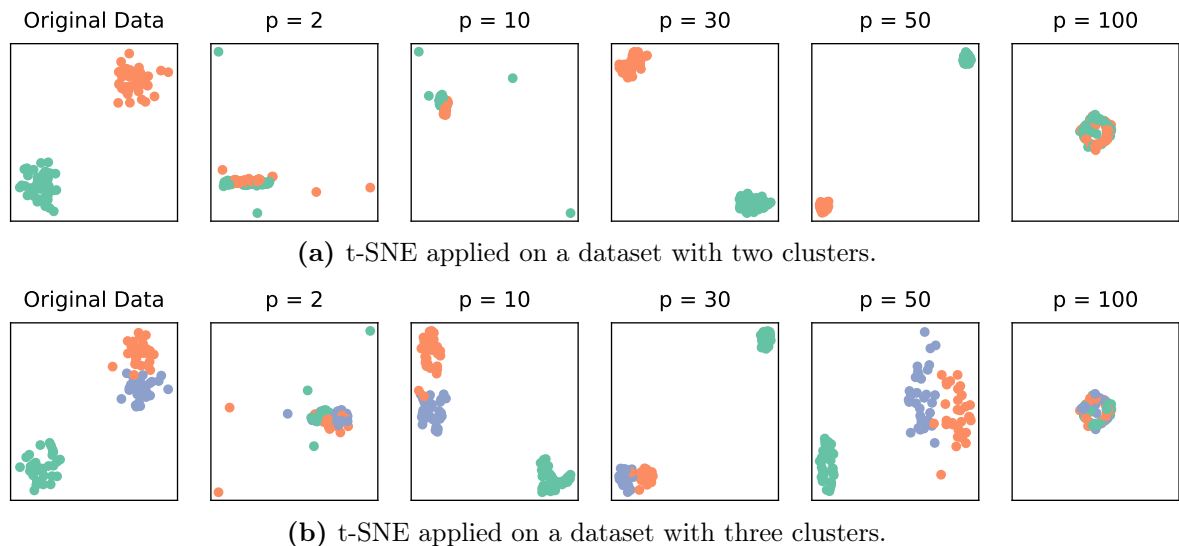 Original Data p = 2 p = 10 p = 30 p = 50 p = 100
(a) t-SNE applied on a dataset with two clusters.
Original Data p = 2 p = 10 p = 30 p = 50 p = 100
(b) t-SNE applied on a dataset with three clusters.